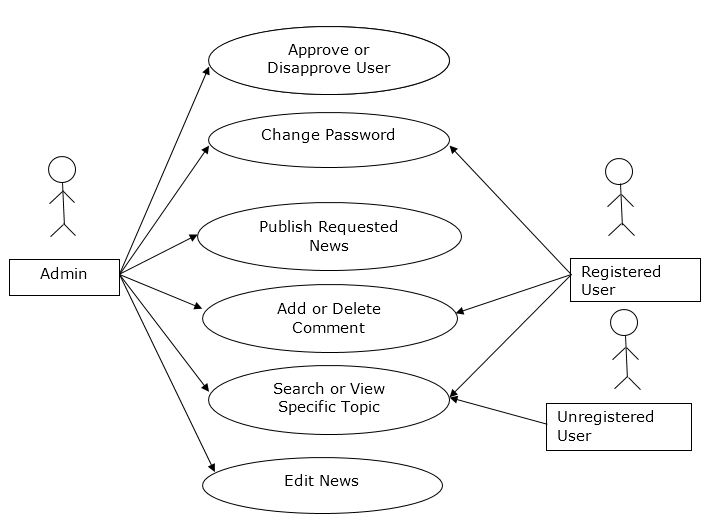 Approve or
Disapprove User
Change Password
Publish Requested
News
Admin
Registered
User
Add or Delete
Comment
Search or View
Specific Topic
Unregistered
User
Edit News